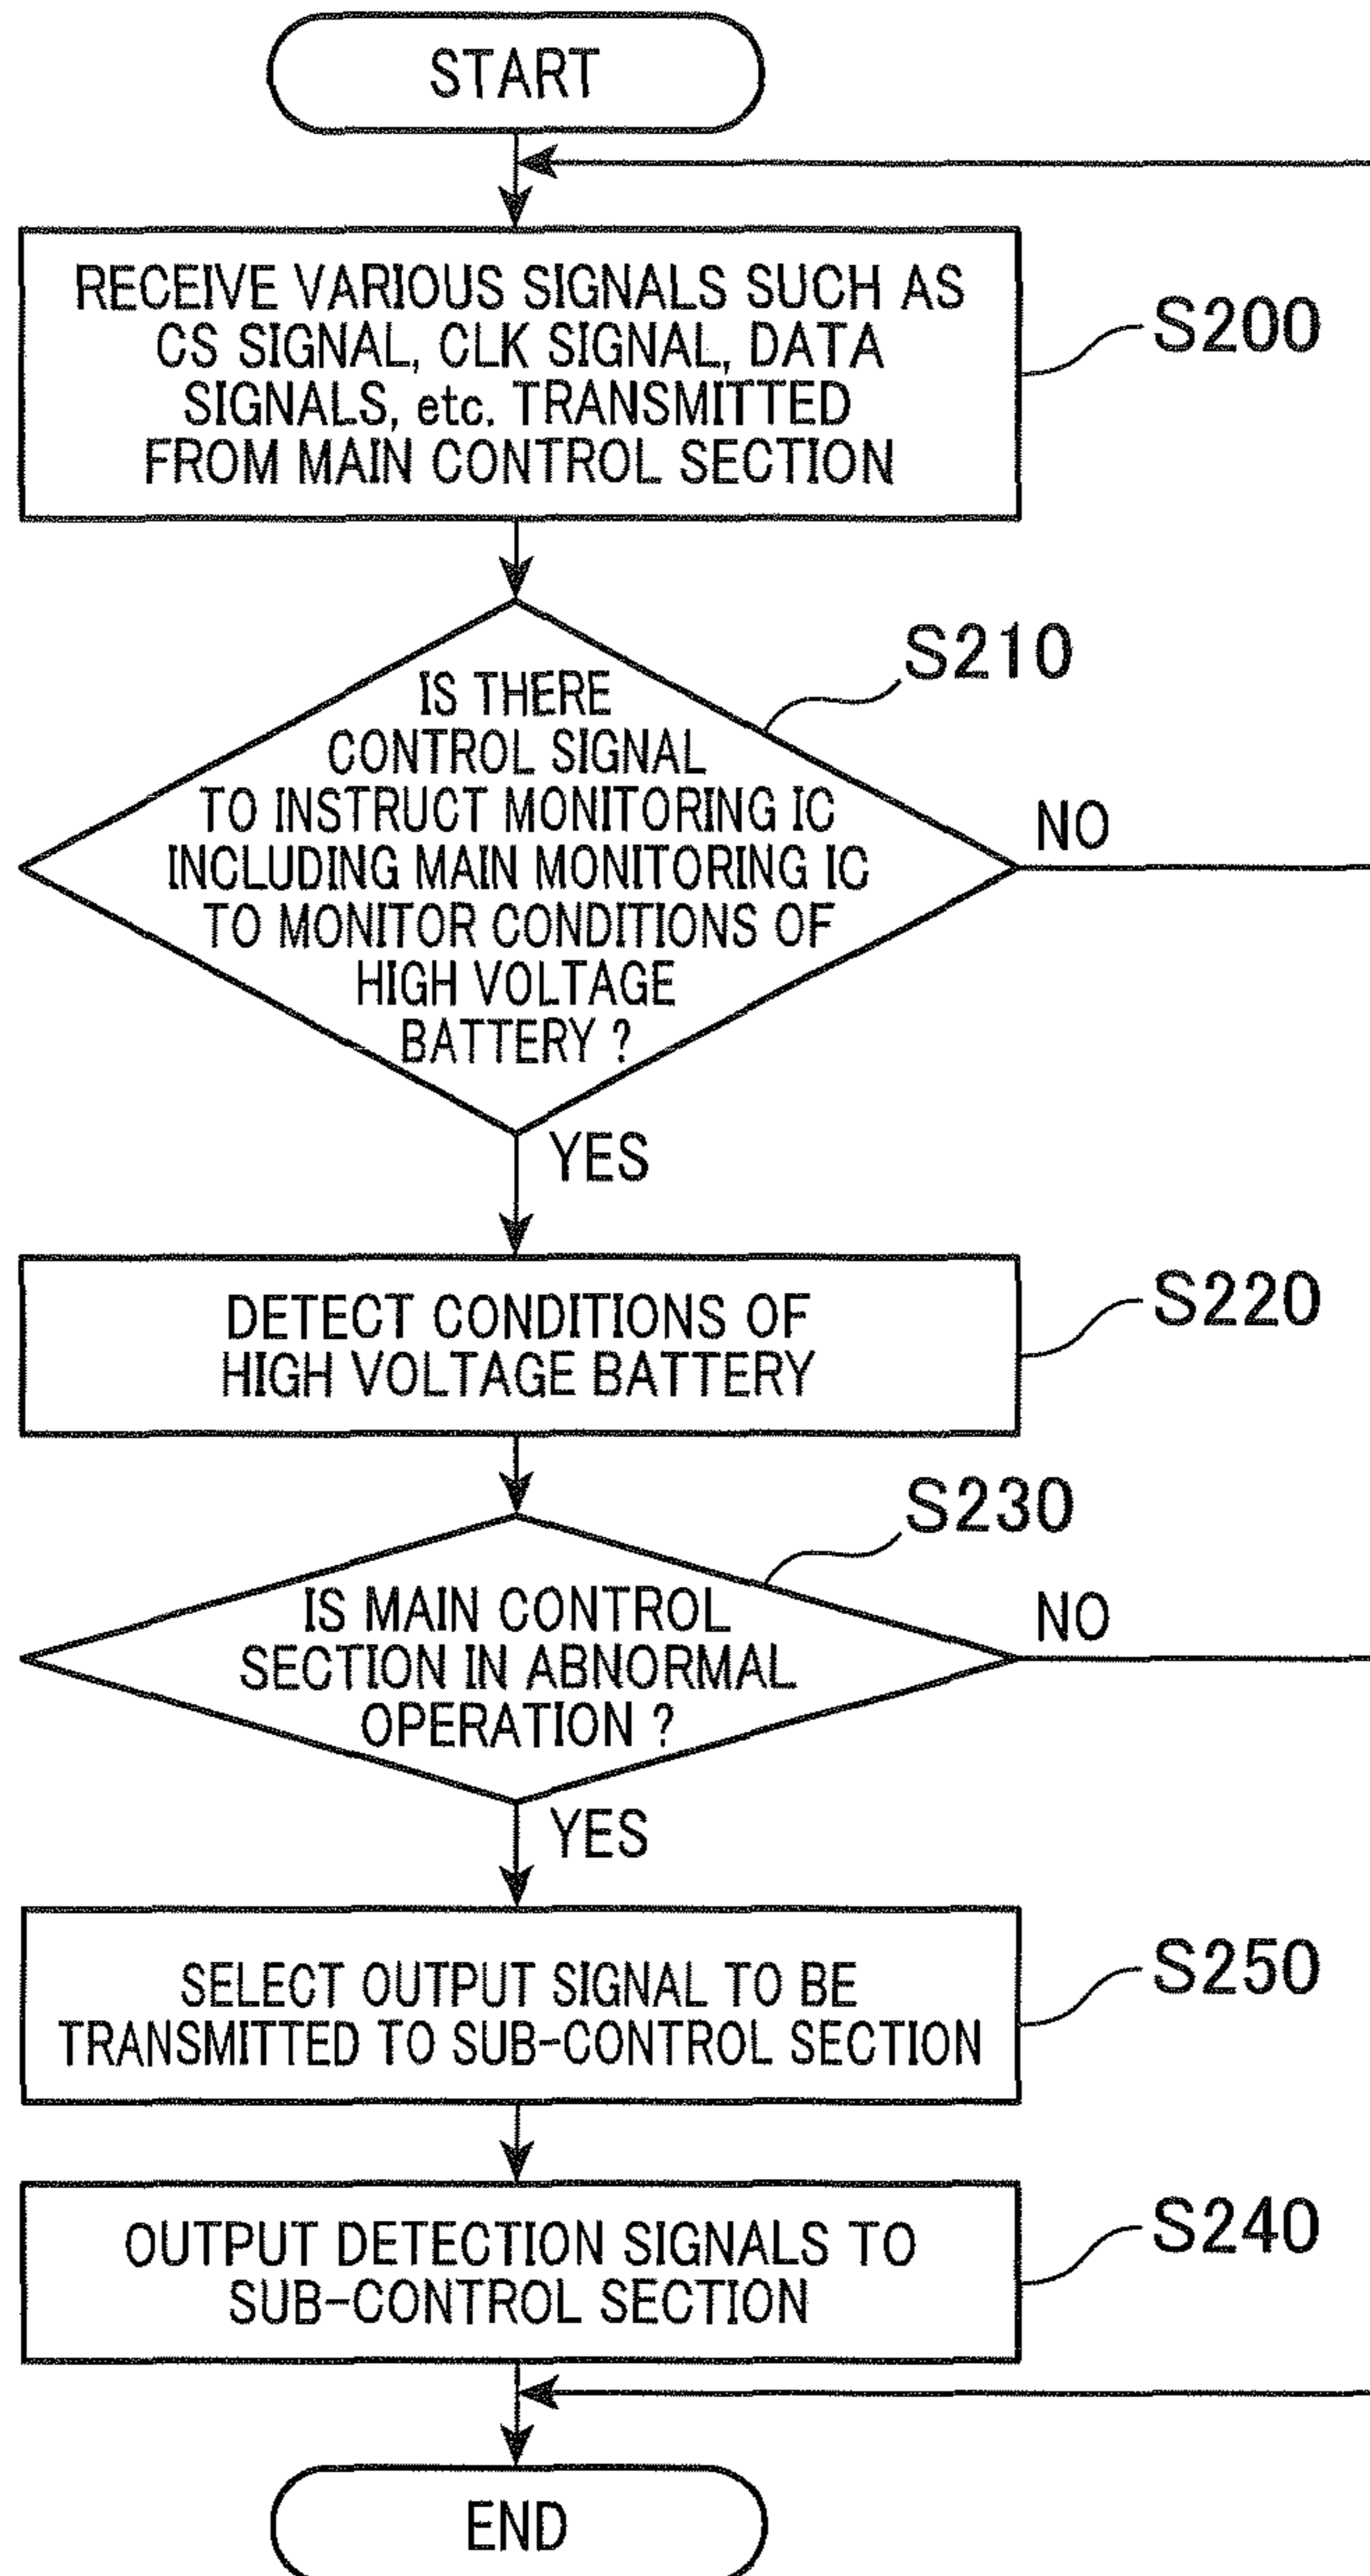 START
RECEIVE VARIOUS SIGNALS SUCH AS
CS SIGNAL, CLK SIGNAL, DATA
SIGNALS, etc. TRANSMITTED
FROM MAIN CONTROL SECTION
S200
S210
IS THERE
CONTROL SIGNAL
TO INSTRUCT MONITORING IC
INCLUDING MAIN MONITORING IC
TO MONITOR CONDITIONS OF
HIGH VOLTAGE
BATTERY ?
NO
YES
DETECT CONDITIONS OF
HIGH VOLTAGE BATTERY
S220
S230
IS MAIN CONTROL
SECTION IN ABNORMAL
OPERATION ?
NO
YES
SELECT OUTPUT SIGNAL TO BE
TRANSMITTED TO SUB-CONTROL SECTION
S250
OUTPUT DETECTION SIGNALS TO
SUB-CONTROL SECTION
S240
END